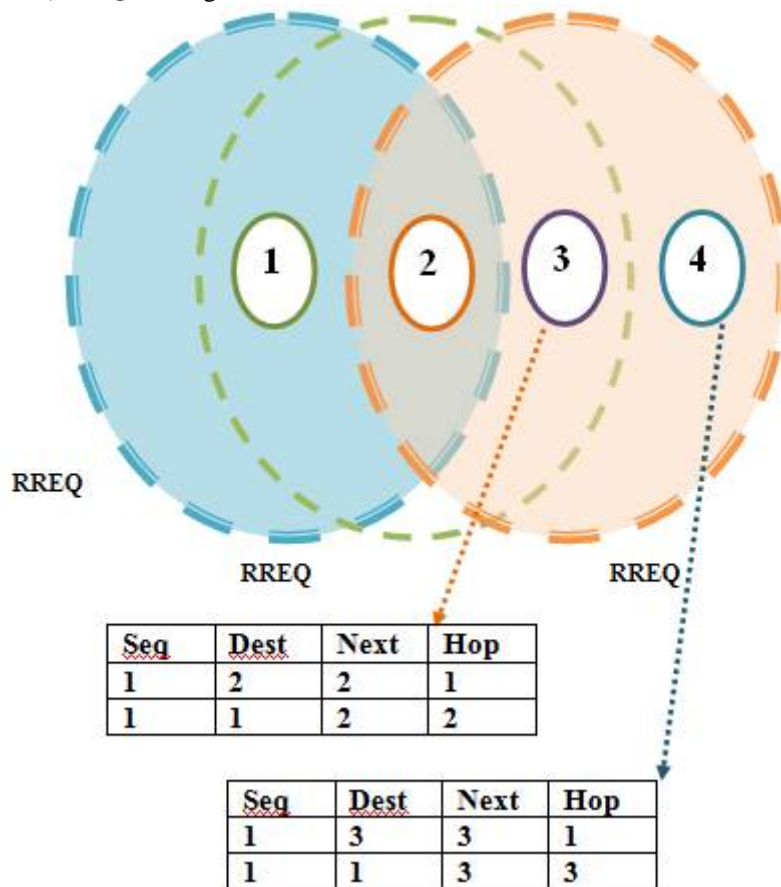 1 2 3 4
RREQ
RREQ RREQ
Seq Dest Next Hop
1 2 2 1
1 1 2 2
Seq Dest Next Hop
1 3 3 1
1 1 3 3